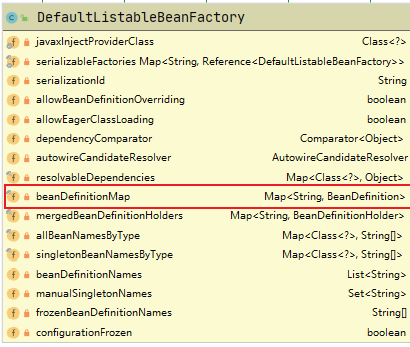 DefaultListableBeanFactory
javaxInjectProviderClass Class<?>
serializableFactories Map<String, Reference<DefaultListableBeanFactory>>
serializationId String
allowBeanDefinitionOverriding boolean
allowEagerClassLoading boolean
dependencyComparator Comparator<Object>
autowireCandidateResolver AutowireCandidateResolver
resolvableDependencies Map<Class<?>, Object>
beanDefinitionMap Map<String, BeanDefinition>
mergedBeanDefinitionHolders Map<String, BeanDefinitionHolder>
allBeanNamesByType Map<Class<?>, String[]>
singletonBeanNamesByType Map<Class<?>, String[]>
beanDefinitionNames List<String>
manualSingletonNames Set<String>
frozenBeanDefinitionNames String[]
configurationFrozen boolean